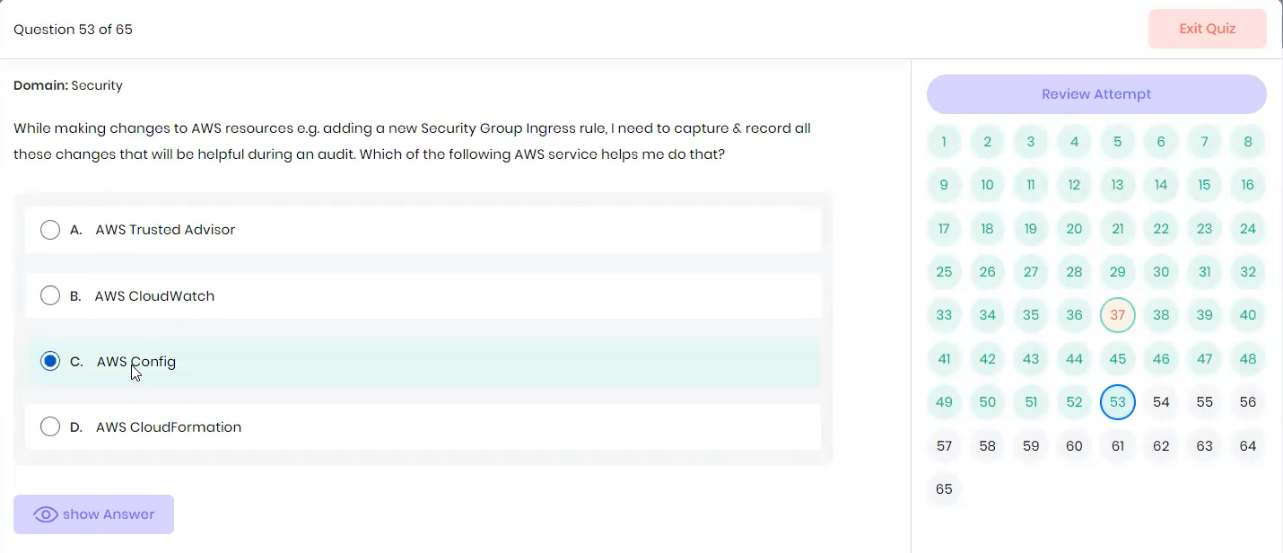 Question 53 of 65
Exit Quiz
Domain: Security
While making changes to AWS resources e.g. adding a new Security Group Ingress rule, I need to capture & record all
these changes that will be helpful during an audit. Which of the following AWS service helps me do that?
A. AWS Trusted Advisor
B. AWS CloudWatch
C. AWS Config
D. AWS CloudFormation
show Answer
Review Attempt
1 2 3 4 5 6 7 8
9 10 11 12 13 14 15 16
17 18 19 20 21 22 23 24
25 26 27 28 29 30 31 32
33 34 35 36 37 38 39 40
41 42 43 44 45 46 47 48
49 50 51 52 53 54 55 56
57 58 59 60 61 62 63 64
65